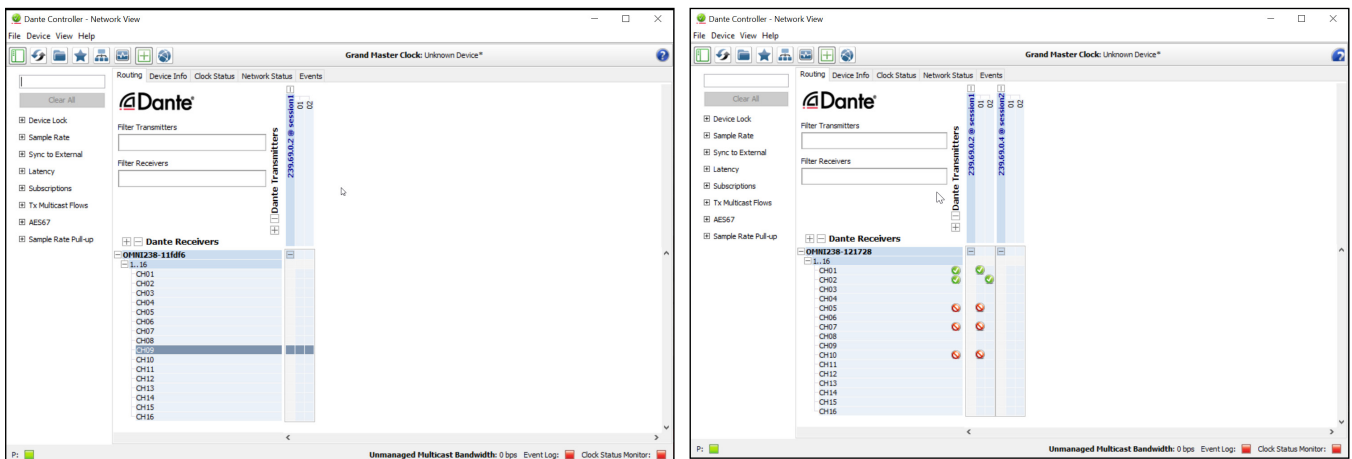 Dante Controller - Network View
File Device View Help
Grand Master Clock: Unknown Device*
Routing Device Info Clock Status Network Status Events
Clear All
Device Lock
Sample Rate
Sync to External
Latency
Subscriptions
Tx Multicast Flows
AES67
Sample Rate Pull-up
Dante
Filter Transmitters
Filter Receivers
Dante Transmitters
239.69.0.2 @ session1
01
02
Dante Receivers
OMNI238-11fdf6
1..16
CH01
CH02
CH03
CH04
CH05
CH06
CH07
CH08
CH09
CH10
CH11
CH12
CH13
CH14
CH15
CH16
P:
Unmanaged Multicast Bandwidth: 0 bps Event Log: Clock Status Monitor:
Dante Controller - Network View
File Device View Help
Grand Master Clock: Unknown Device*
Routing Device Info Clock Status Network Status Events
Clear All
Device Lock
Sample Rate
Sync to External
Latency
Subscriptions
Tx Multicast Flows
AES67
Sample Rate Pull-up
Dante
Filter Transmitters
Filter Receivers
Dante Transmitters
239.69.0.2 @ session1
01
02
239.69.0.4 @ session2
01
02
Dante Receivers
OMNI238-121728
1..16
CH01
CH02
CH03
CH04
CH05
CH06
CH07
CH08
CH09
CH10
CH11
CH12
CH13
CH14
CH15
CH16
P:
Unmanaged Multicast Bandwidth: 0 bps Event Log: Clock Status Monitor: